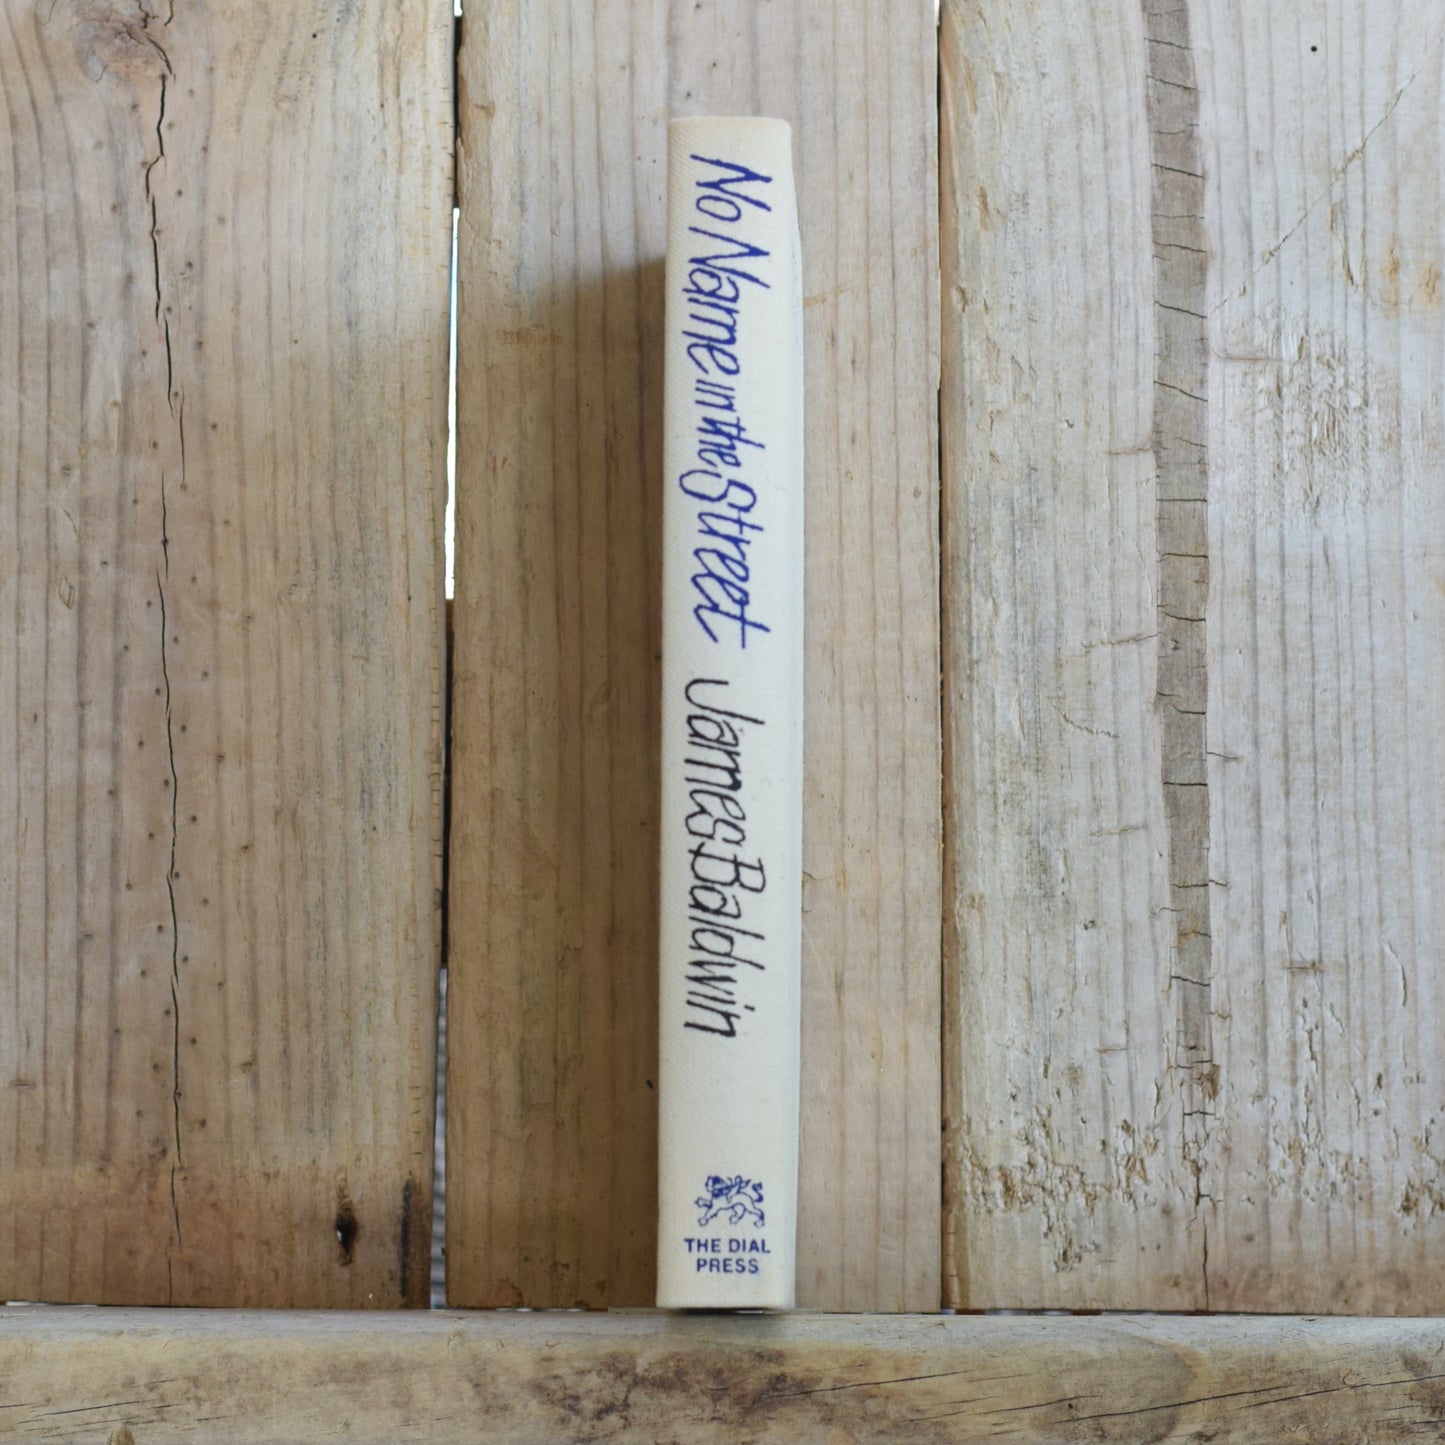 No Name in the Street James Baldwin
THE DIAL
PRESS